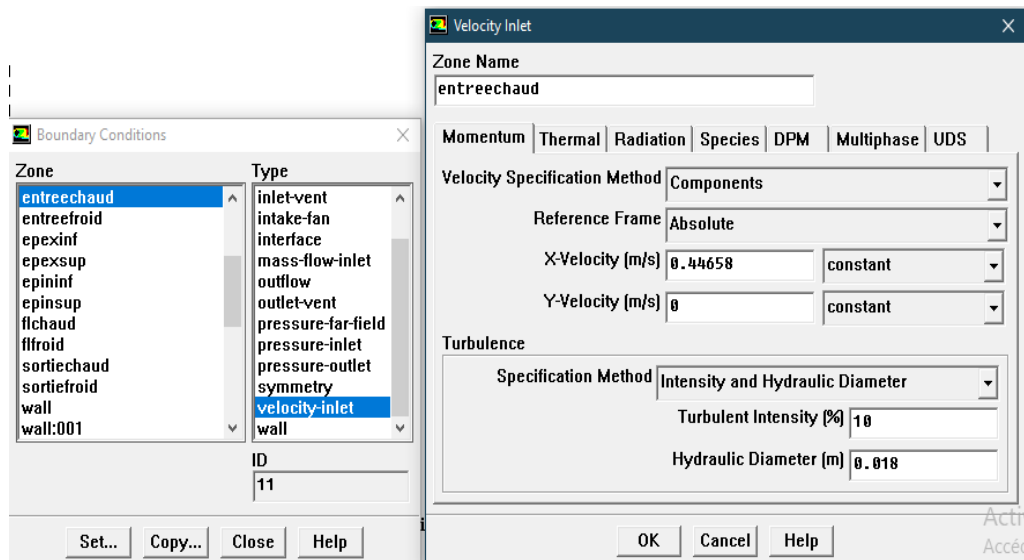 Boundary Conditions
Zone
entreechaud
entreefroid
epexinf
epexsup
epininf
epinsup
flchaud
flfroid
sortiechaud
sortiefroid
wall
wall:001
Type
inlet-vent
intake-fan
interface
mass-flow-inlet
outflow
outlet-vent
pressure-far-field
pressure-inlet
pressure-outlet
symmetry
velocity-inlet
wall
ID
11
Set... Copy... Close Help
Velocity Inlet
Zone Name
entreechaud
Momentum Thermal Radiation Species DPM Multiphase UDS
Velocity Specification Method Components
Reference Frame Absolute
X-Velocity (m/s) 0.44658 constant
Y-Velocity (m/s) 0 constant
Turbulence
Specification Method Intensity and Hydraulic Diameter
Turbulent Intensity (%) 10
Hydraulic Diameter (m) 0.018
OK Cancel Help